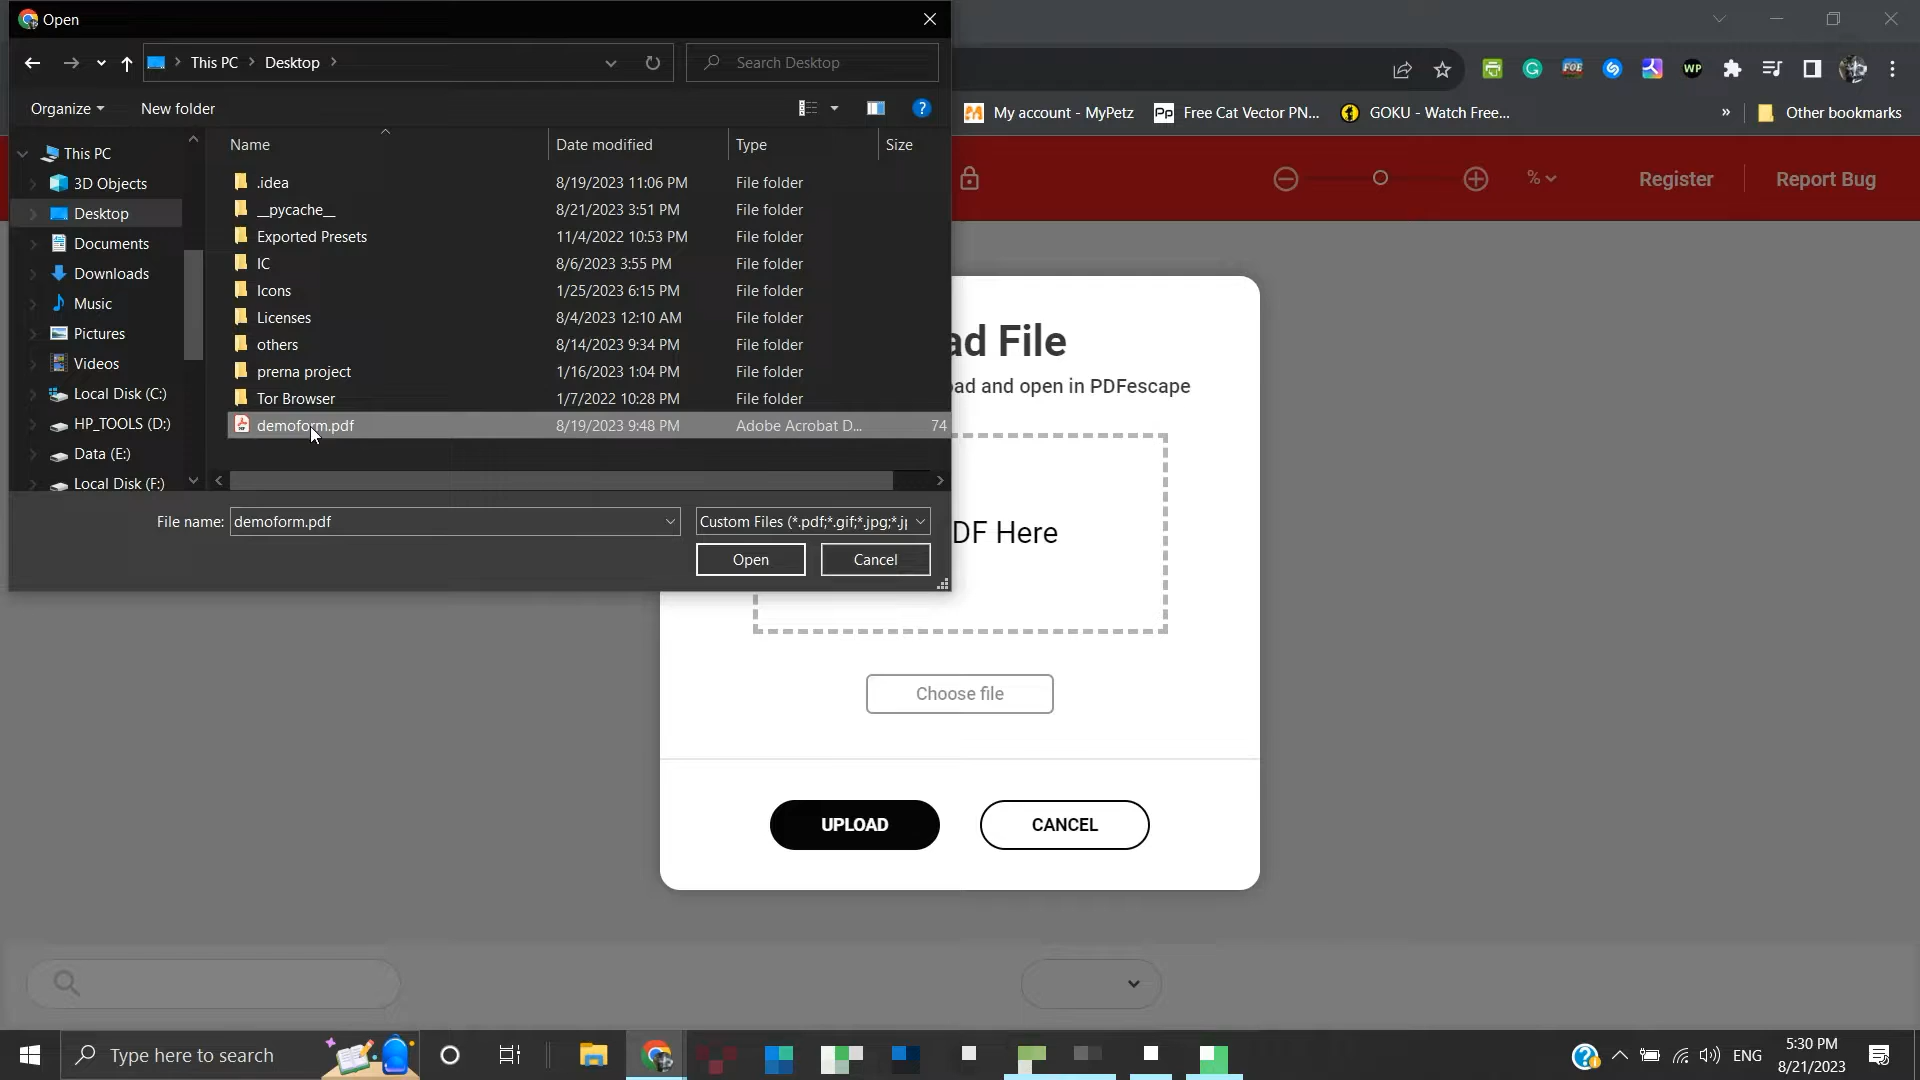 Open
This PC
Desktop
Search Desktop
Organize
New folder
My account - MyPetz
Free Cat Vector PN...
GOKU - Watch Free...
»
Other bookmarks
Name
Date modified
Type
Size
This PC
3D Objects
Desktop
Documents
Downloads
Music
Pictures
Videos
Local Disk (C:)
HP_TOOLS (D:)
Data (E:)
Local Disk (F:)
.idea 8/19/2023 11:06 PM File folder
__pycache__ 8/21/2023 3:51 PM File folder
Exported Presets 11/4/2022 10:53 PM File folder
IC 8/6/2023 3:55 PM File folder
Icons 1/25/2023 6:15 PM File folder
Licenses 8/4/2023 12:10 AM File folder
others 8/14/2023 9:34 PM File folder
prerna project 1/16/2023 1:04 PM File folder
Tor Browser 1/7/2022 10:28 PM File folder
demoform.pdf 8/19/2023 9:48 PM Adobe Acrobat D... 74
File name: demoform.pdf
Custom Files (*.pdf;*.gif;*.jpg;*.j
Open
Cancel
FOE
WP
Pp
%
Register
Report Bug
ad File
ad and open in PDFescape
DF Here
Choose file
UPLOAD
CANCEL
Type here to search
ENG
5:30 PM
8/21/2023